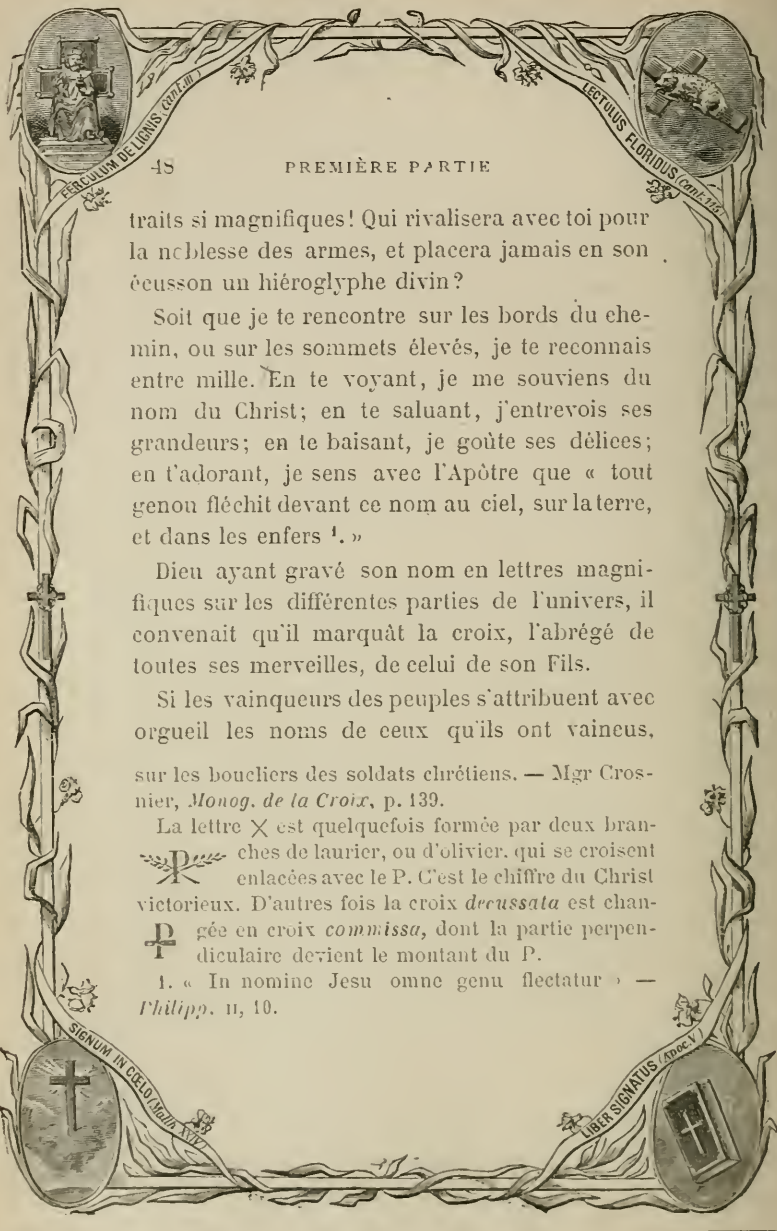 FERCULUM DE LIGNIS (Cant. III)
LECTULUS FLORIDUS (Cant. 115)
48 PREMIÈRE PARTIE
traits si magnifiques! Qui rivalisera avec toi pour
la noblesse des armes, et placera jamais en son
écusson un hiéroglyphe divin?
Soit que je te rencontre sur les bords du che-
min, ou sur les sommets élevés, je te reconnais
entre mille. En te voyant, je me souviens du
nom du Christ; en te saluant, j'entrevois ses
grandeurs; en te baisant, je goûte ses délices;
en t'adorant, je sens avec l'Apôtre que « tout
genou fléchit devant ce nom au ciel, sur la terre,
et dans les enfers ¹. »
Dieu ayant gravé son nom en lettres magni-
fiques sur les différentes parties de l'univers, il
convenait qu'il marquât la croix, l'abrégé de
toutes ses merveilles, de celui de son Fils.
Si les vainqueurs des peuples s'attribuent avec
orgueil les noms de ceux qu'ils ont vaincus,
sur les boucliers des soldats chrétiens. — Mgr Cros-
nier, Monog. de la Croix, p. 139.
La lettre X est quelquefois formée par deux bran-
ches de laurier, ou d'olivier. qui se croisent
enlacées avec le P. C'est le chiffre du Christ
victorieux. D'autres fois la croix decussata est chan-
gée en croix commissa, dont la partie perpen-
diculaire devient le montant du P.
1. « In nomine Jesu omne genu flectatur » —
Philipp. II, 10.
SIGNUM IN CŒLO (Matth XXIV)
LIBER SIGNATUS (Apoc. V)